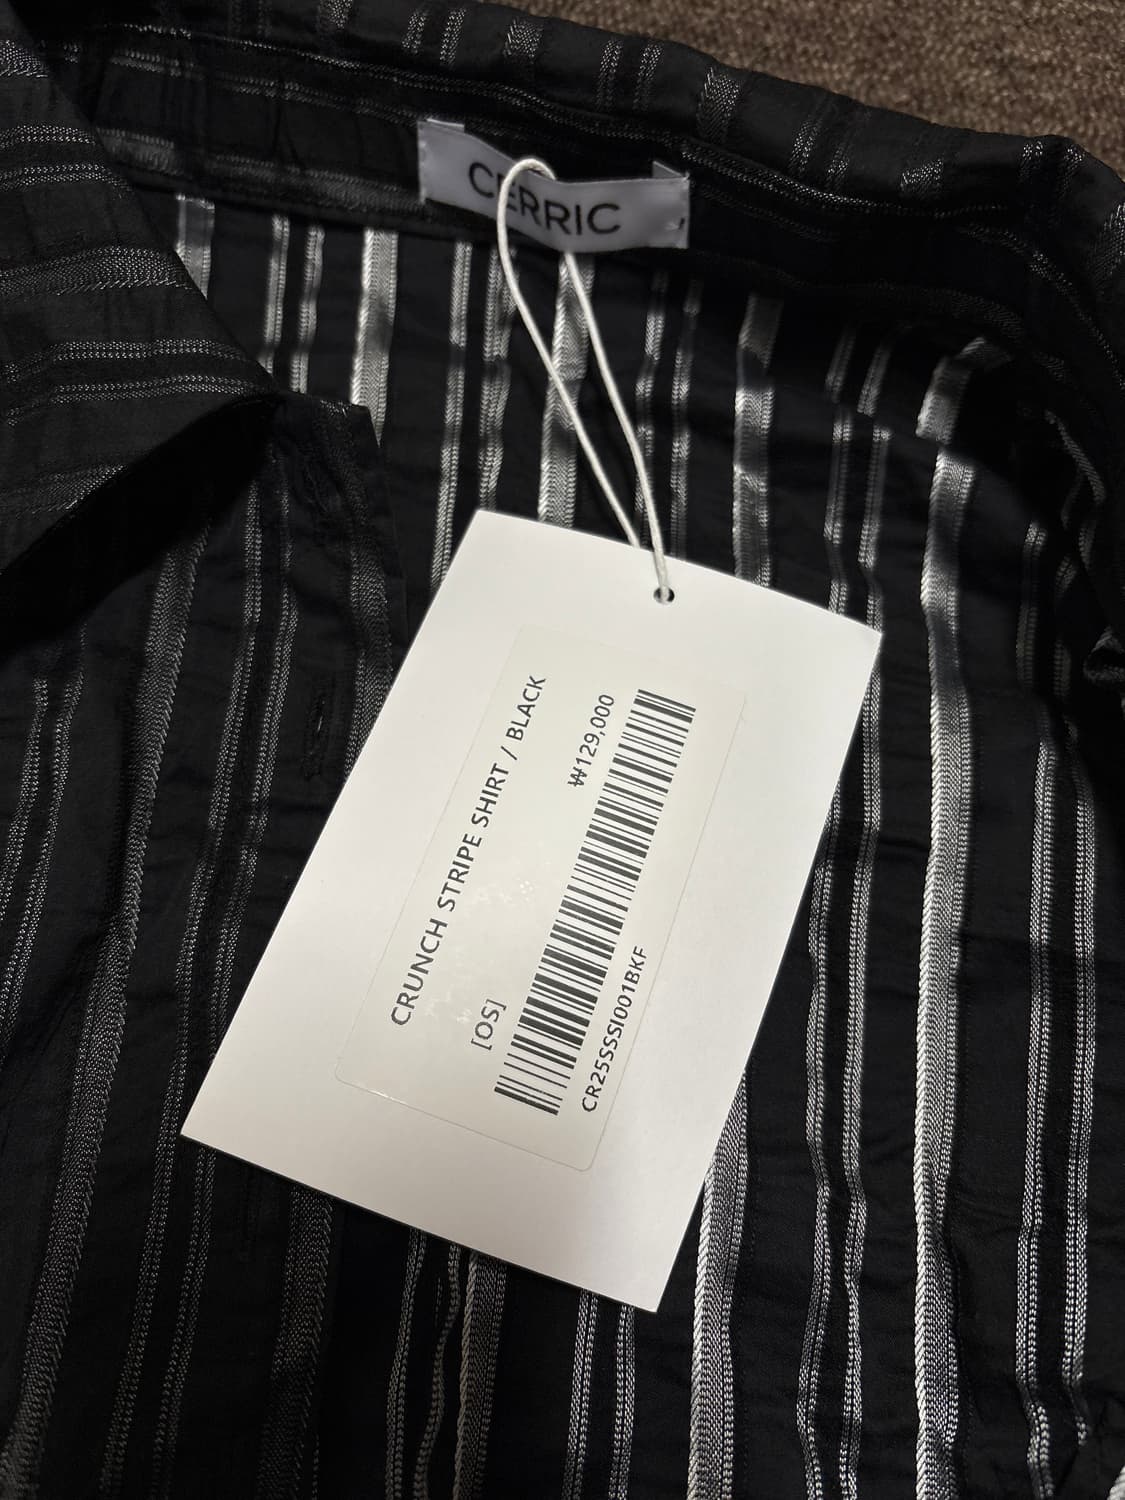 CERRIC
CRUNCH STRIPE SHIRT / BLACK
[OS]
₩129,000
CR25SSSI001BKF